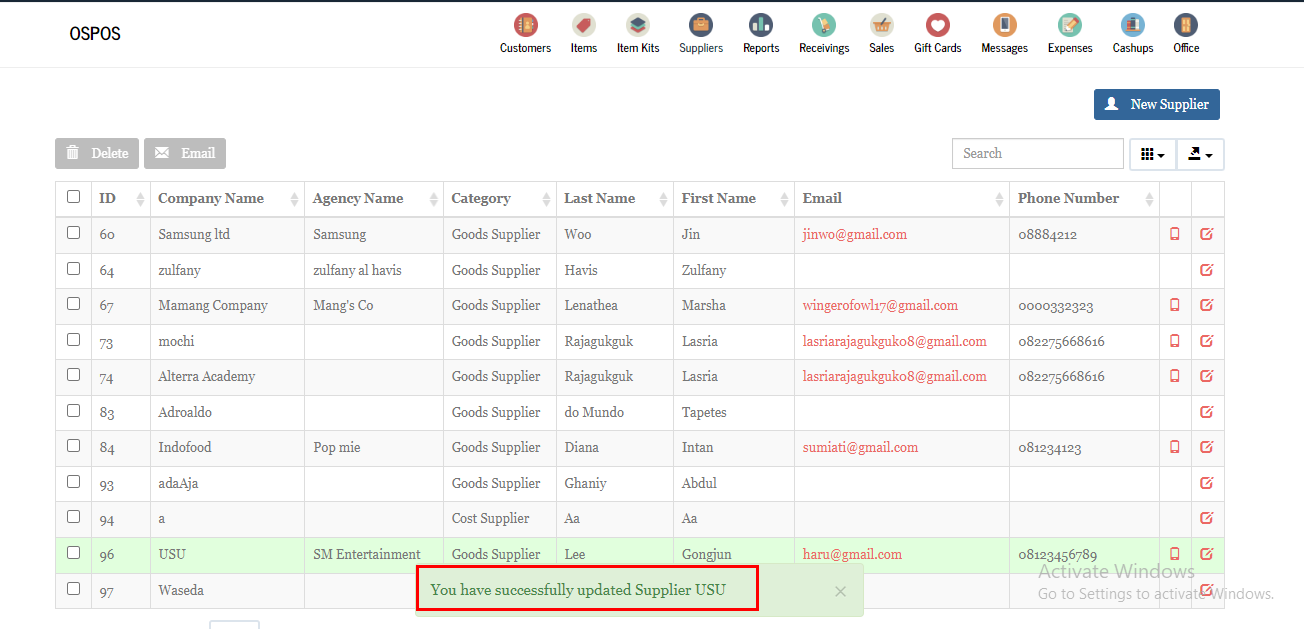 OSPOS
Customers Items Item Kits Suppliers Reports Receivings Sales Gift Cards Messages Expenses Cashups Office
New Supplier
Delete Email Search
ID Company Name Agency Name Category Last Name First Name Email Phone Number
60 Samsung ltd Samsung Goods Supplier Woo Jin jinwo@gmail.com 08884212
64 zulfany zulfany al havis Goods Supplier Havis Zulfany
67 Mamang Company Mang's Co Goods Supplier Lenathea Marsha wingerofowl17@gmail.com 0000332323
73 mochi Goods Supplier Rajagukguk Lasria lasriarajagukguk08@gmail.com 082275668616
74 Alterra Academy Goods Supplier Rajagukguk Lasria lasriarajagukguk08@gmail.com 082275668616
83 Adroaldo Goods Supplier do Mundo Tapetes
84 Indofood Pop mie Goods Supplier Diana Intan sumiati@gmail.com 081234123
93 adaAja Goods Supplier Ghaniy Abdul
94 a Cost Supplier Aa Aa
96 USU SM Entertainment Goods Supplier Lee Gongjun haru@gmail.com 08123456789
97 Waseda
You have successfully updated Supplier USU ×
Activate Windows
Go to Settings to activate Windows.